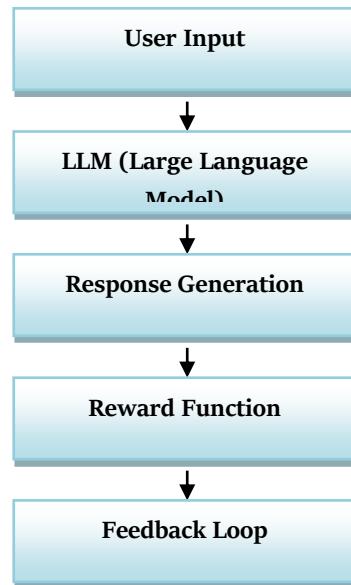 User Input
LLM (Large Language
Model)
Response Generation
Reward Function
Feedback Loop